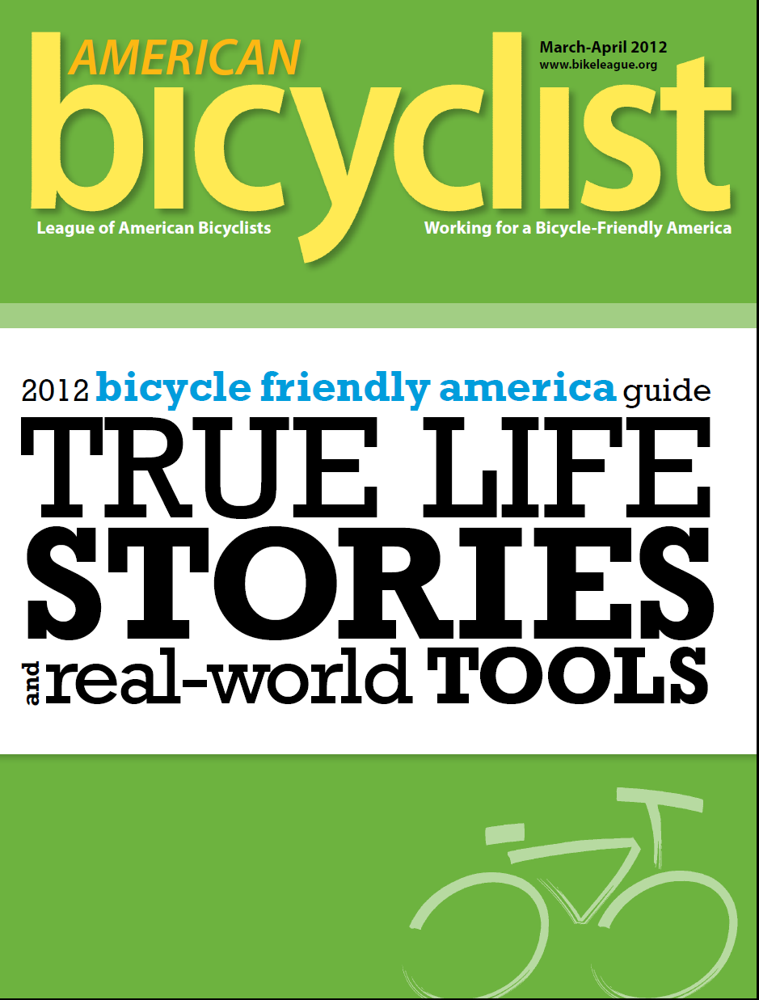 AMERICAN
March-April 2012
www.bikeleague.org
bicyclist
League of American Bicyclists
Working for a Bicycle-Friendly America
2012 bicycle friendly america guide
TRUE LIFE
STORIES
and real-world TOOLS